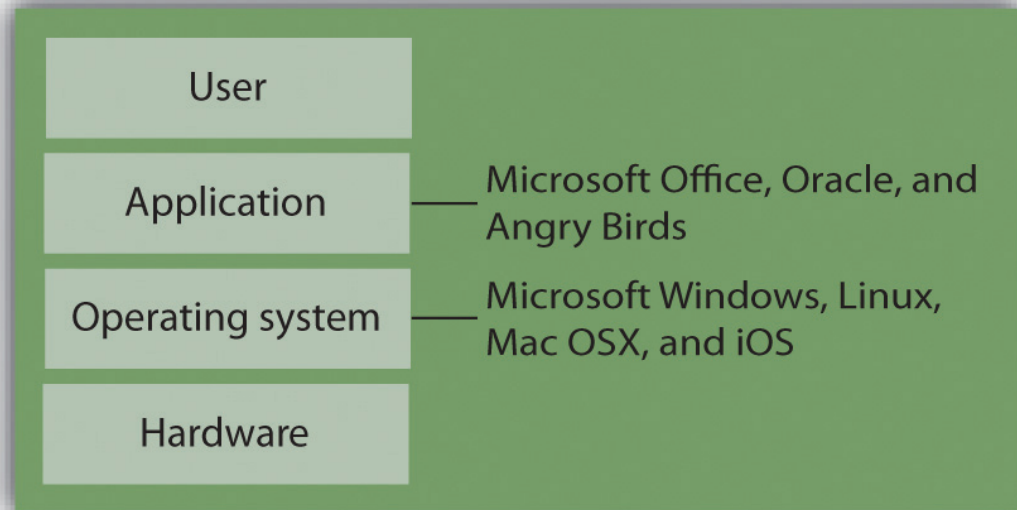 User
Application
Microsoft Office, Oracle, and
Angry Birds
Operating system
Microsoft Windows, Linux,
Mac OSX, and iOS
Hardware